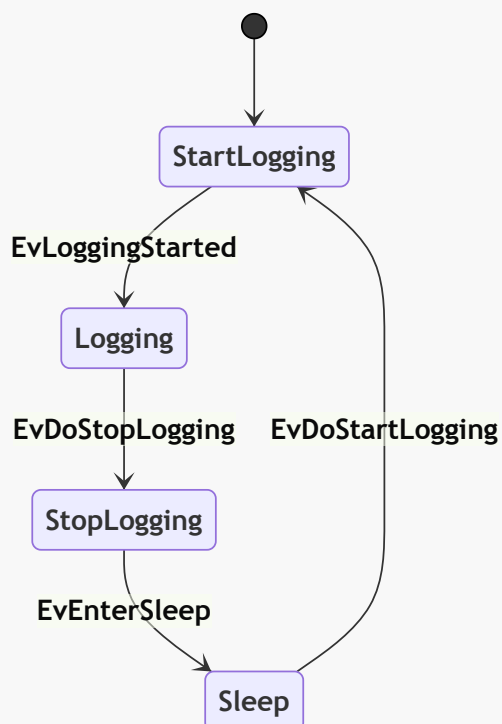 StartLogging
EvLoggingStarted
Logging
EvDoStopLogging
EvDoStartLogging
StopLogging
EvEnterSleep
Sleep